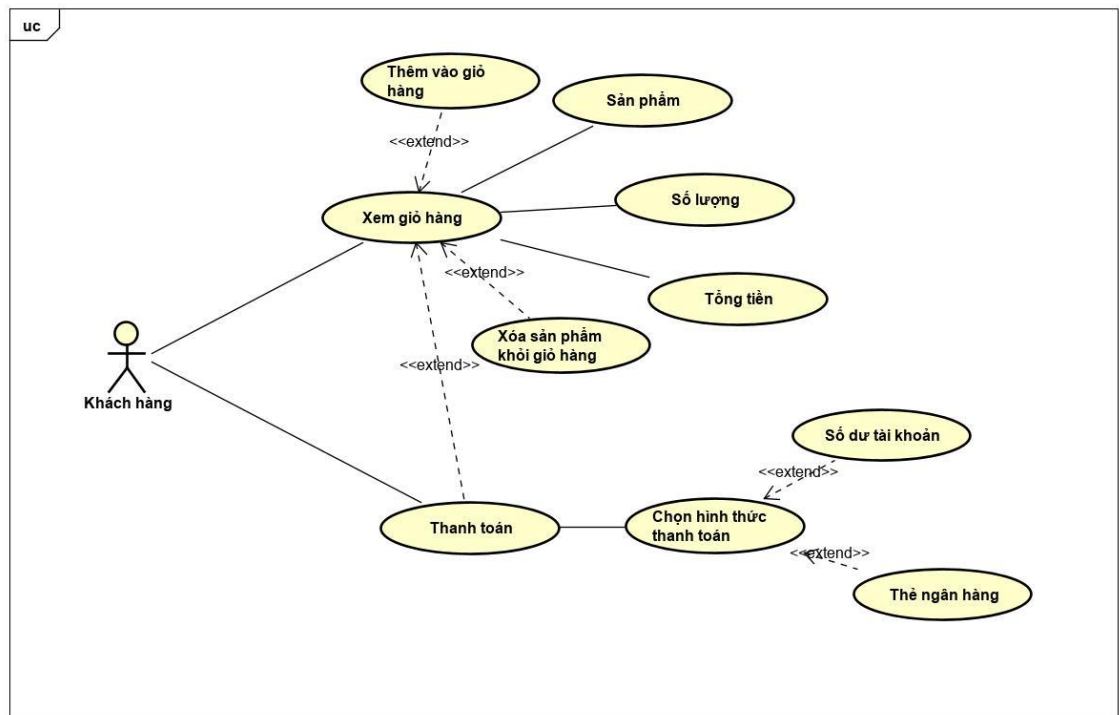 uc
Thêm vào giỏ
hàng
Sản phẩm
<<extend>>
Số lượng
Xem giỏ hàng
<<extend>>
Tổng tiền
Xóa sản phẩm
khỏi giỏ hàng
<<extend>>
Khách hàng
Số dư tài khoản
<<extend>>
Thanh toán
Chọn hình thức
thanh toán
<<extend>>
Thẻ ngân hàng